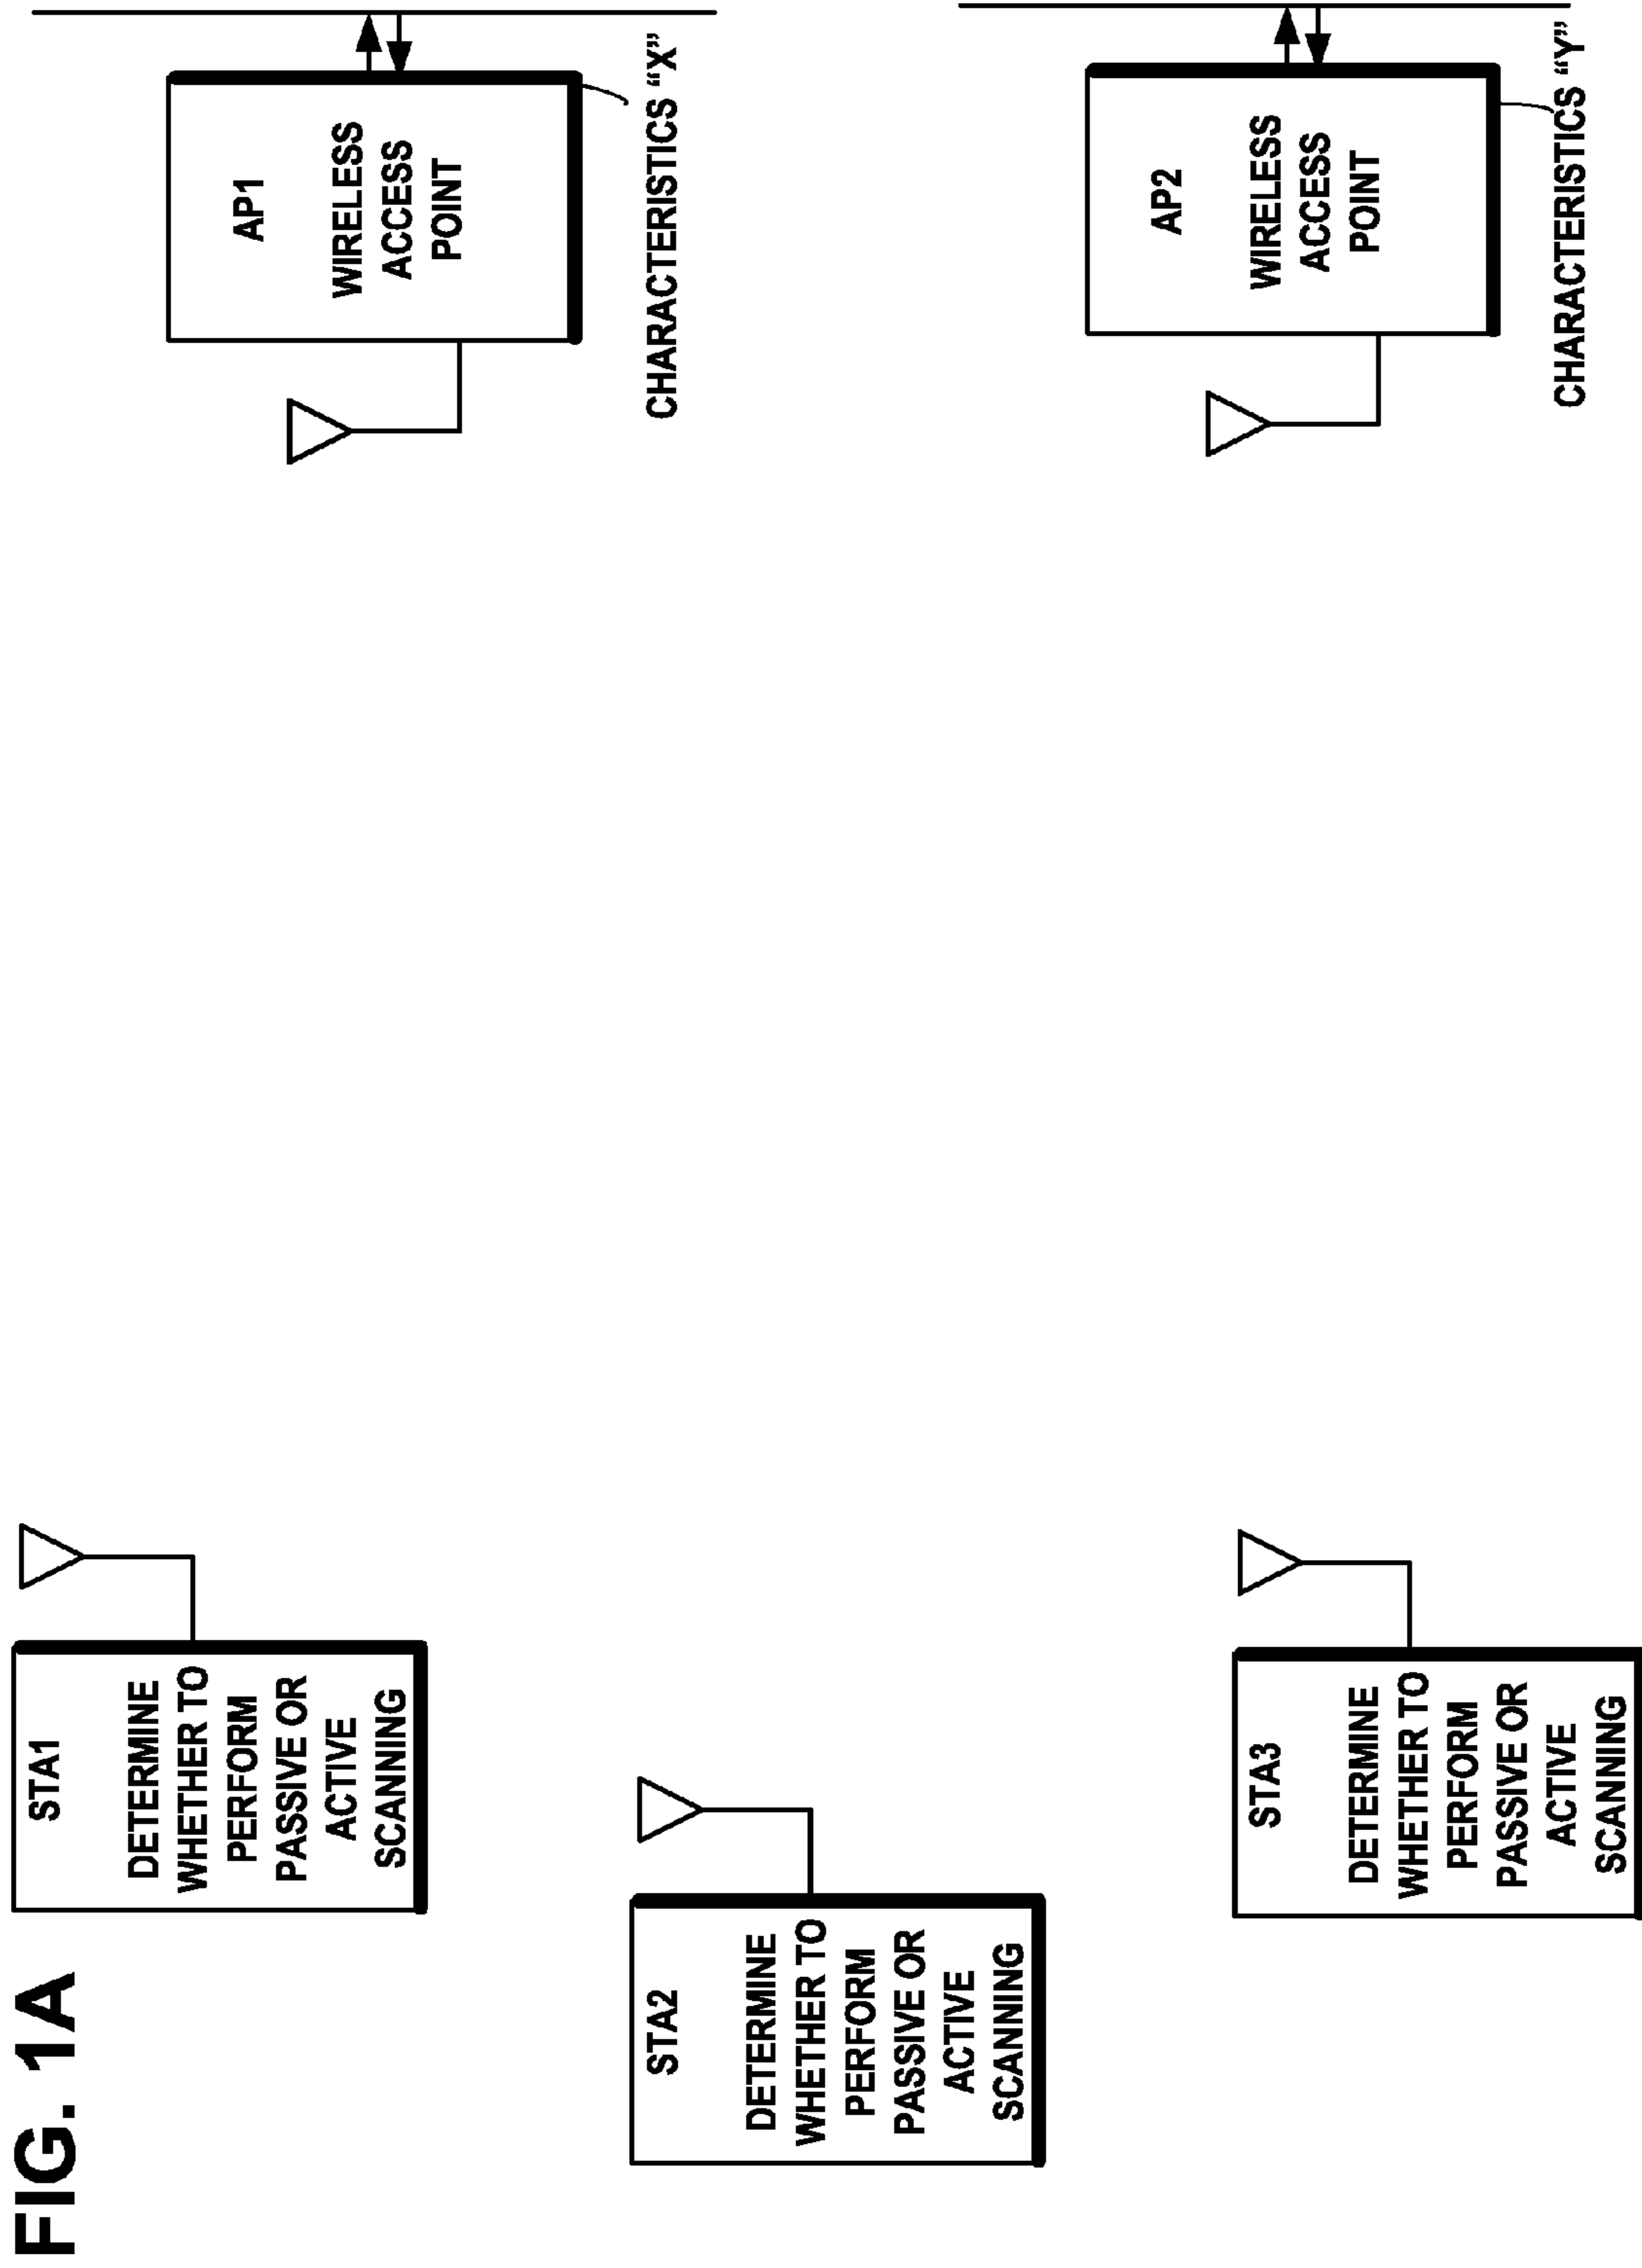 FIG. 1A
STA1
DETERMINE
WHETHER TO
PERFORM
PASSIVE OR
ACTIVE
SCANNING
AP1
WIRELESS
ACCESS
POINT
CHARACTERISTICS “X”
STA2
DETERMINE
WHETHER TO
PERFORM
PASSIVE OR
ACTIVE
SCANNING
STA3
DETERMINE
WHETHER TO
PERFORM
PASSIVE OR
ACTIVE
SCANNING
AP2
WIRELESS
ACCESS
POINT
CHARACTERISTICS “Y”